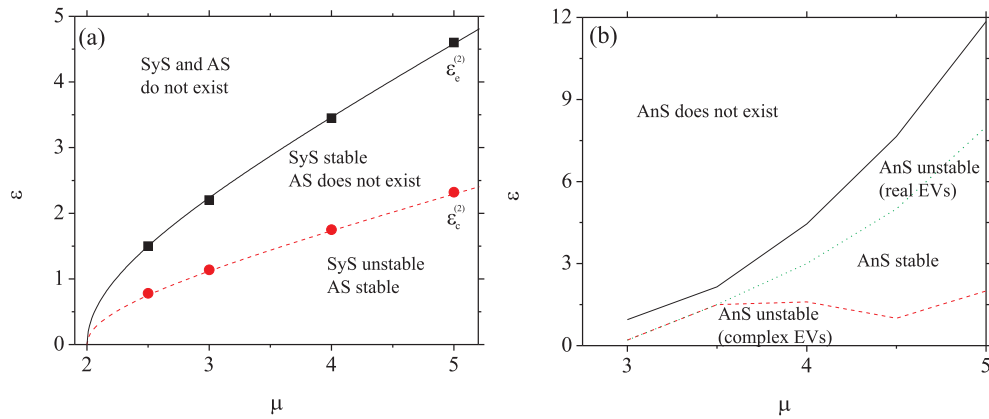 (a)
5
4
3
2
1
0
ε
SyS and AS
do not exist
ε_e^(2)
SyS stable
AS does not exist
ε_c^(2)
SyS unstable
AS stable
2 3 4 5
μ
(b)
12
9
6
3
0
ε
AnS does not exist
AnS unstable
(real EVs)
AnS stable
AnS unstable
(complex EVs)
3 4 5
μ